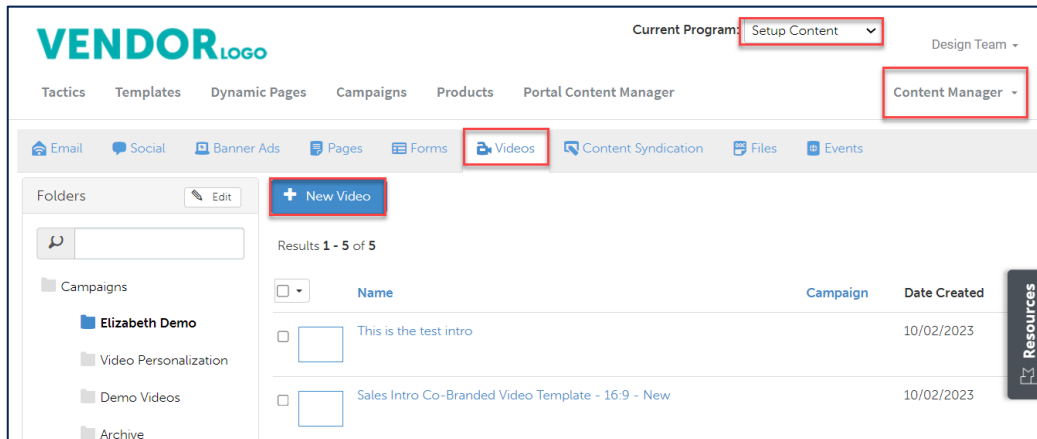 Current Program: Setup Content
VENDOR LOGO
Design Team
Tactics Templates Dynamic Pages Campaigns Products Portal Content Manager Content Manager
Email Social Banner Ads Pages Forms Videos Content Syndication Files Events
Folders Edit + New Video
Results 1 - 5 of 5
Campaigns Name Campaign Date Created
Elizabeth Demo This is the test intro 10/02/2023
Video Personalization
Demo Videos Sales Intro Co-Branded Video Template - 16:9 - New 10/02/2023
Archive
Resources